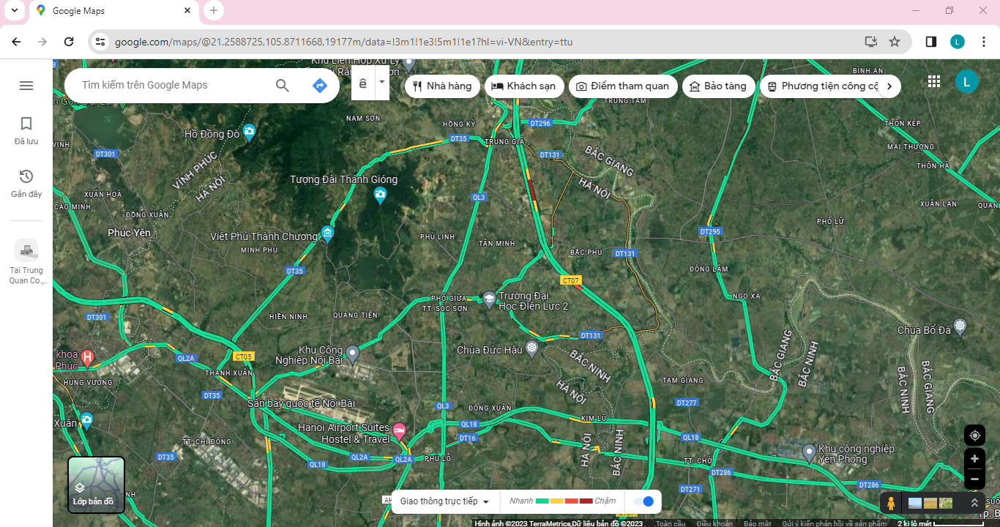 Google Maps
google.com/maps/@21.2588725,105.8711668,19177m/data=!3m1!1e3!5m1!1e1?hl=vi-VN&entry=ttu
L
Tìm kiếm trên Google Maps
Nhà hàng
Khách sạn
Điểm tham quan
Bảo tàng
Phương tiện công cộ
L
Đã lưu
Gần đây
Tai Trung
Quan Co.,..
Khu Liên Hợp Xử Lý
BÌNH AN
TRUNG TÂM
NAM SƠN
HỒNG KỲ
DT296
THÔN KÉP
Hồ Đồng Đò
DT35
TRUNG GIÃ
VINH
DT301
DT131
BẮC GIANG
HÀ NỘI
MAI THƯỢNG
THÔN HÀ
VĨNH PHÚC
HÀ NỘI
Tượng Đài Thánh Gióng
XUÂN HOÀ
CAO MINH
QL3
XUÂN LAN
QUAN
ĐỒNG XUÂN
Phúc Yên
PHỐ LỮ
DT295
Việt Phủ Thành Chương
PHÙ LINH
TÂN MINH
MINH PHÚ
BẮC PHÚ
DT131
DT35
ĐÔNG LÂM
CT07
PHỐ GIỮA
TT. SÓC SƠN
Trường Đại
Học Điện Lực 2
NGỌ XÁ
DT301
HIỀN NINH
QUANG TIẾN
DT131
Chùa Bổ Đà
Khu Công
Nghiệp Nội Bài
Chùa Đức Hậu
khoa
Phúc
QL2A
CT05
BẮC NINH
HÀ NỘI
BẮC GIANG
BẮC NINH
BẮC NINH
BẮC GIANG
HÙNG VƯƠNG
THANH XUÂN
TAM GIANG
DT35
Sân bay quốc tế Nội Bài
QL3
ĐÔNG XUÂN
DT277
Xuân
KIM LŨ
Hanoi Airport Suites
Hostel & Travel
QL18
DT16
QL18
TT. CHI ĐÔNG
HÀ NỘI
BẮC NINH
Khu công nghiệp
Yên Phong
DT35
QL18
QL2A
QL2A
PHÙ LỖ
TT. CHỜ
DT286
DT286
DT271
Lớp bản đồ
Giao thông trực tiếp
Nhanh
Chậm
Hình ảnh ©2023 TerraMetrics,Dữ liệu bản đồ ©2023
Toàn cầu
Điều khoản
Bảo mật
Gửi ý kiến phản hồi về sản phẩm
2 ki lô mét